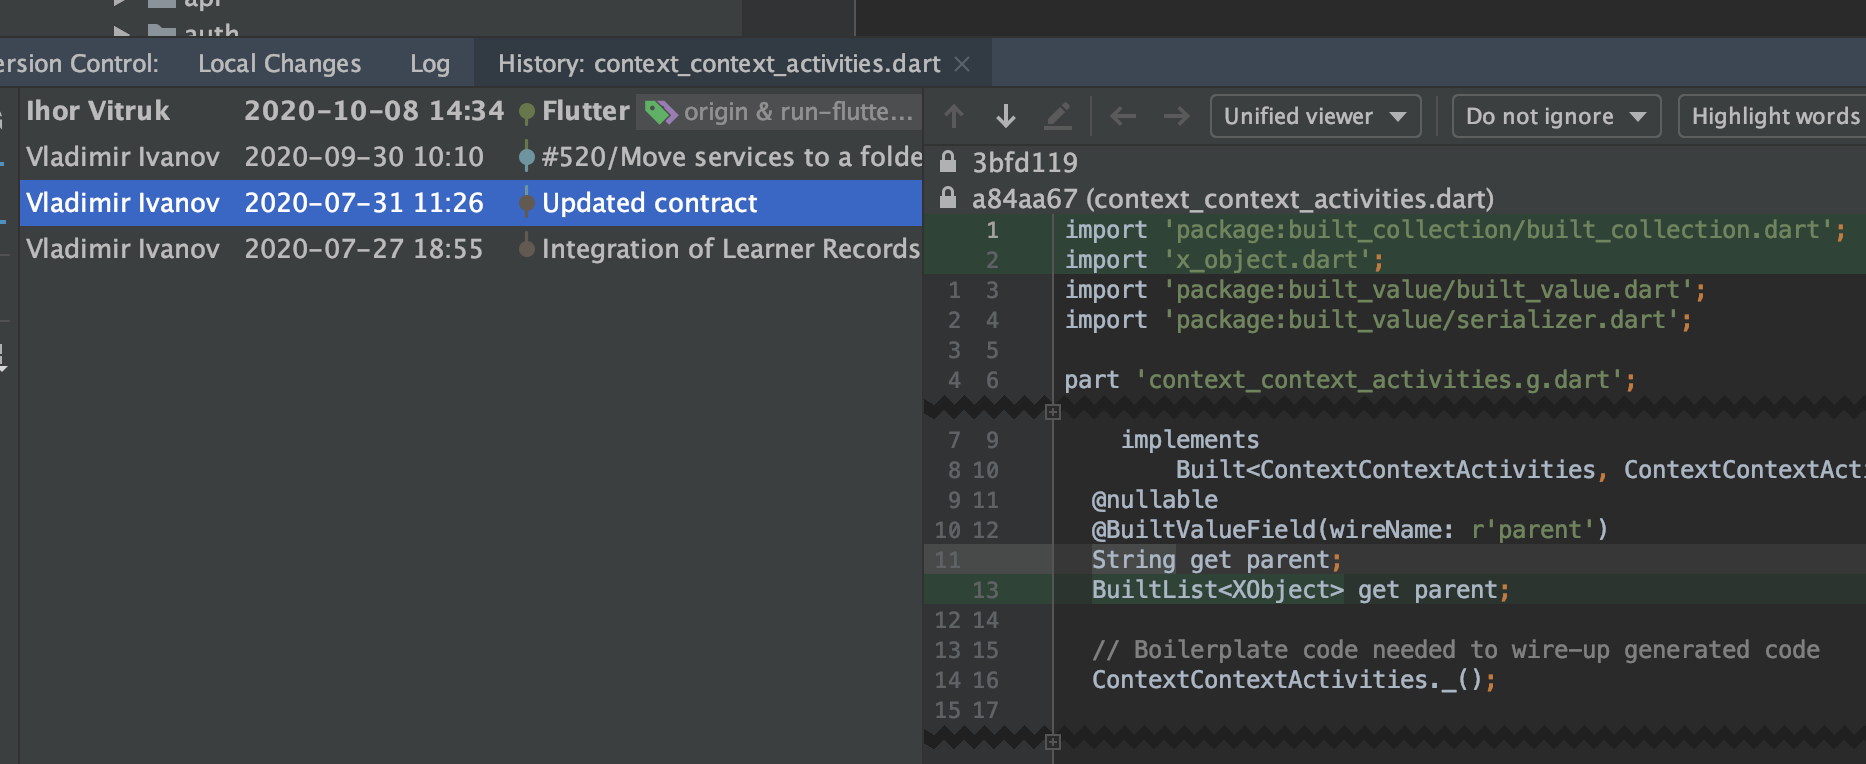 auth
ersion Control: Local Changes Log History: context_context_activities.dart
Ihor Vitruk 2020-10-08 14:34 Flutter origin & run-flutte...
Vladimir Ivanov 2020-09-30 10:10 #520/Move services to a folde
Vladimir Ivanov 2020-07-31 11:26 Updated contract
Vladimir Ivanov 2020-07-27 18:55 Integration of Learner Records
Unified viewer Do not ignore Highlight words
3bfd119
a84aa67 (context_context_activities.dart)
1 import 'package:built_collection/built_collection.dart';
2 import 'x_object.dart';
1 3 import 'package:built_value/built_value.dart';
2 4 import 'package:built_value/serializer.dart';
3 5
4 6 part 'context_context_activities.g.dart';
7 9 implements
8 10 Built<ContextContextActivities, ContextContextActi
9 11 @nullable
10 12 @BuiltValueField(wireName: r'parent')
11 String get parent;
13 BuiltList<XObject> get parent;
12 14
13 15 // Boilerplate code needed to wire-up generated code
14 16 ContextContextActivities._();
15 17